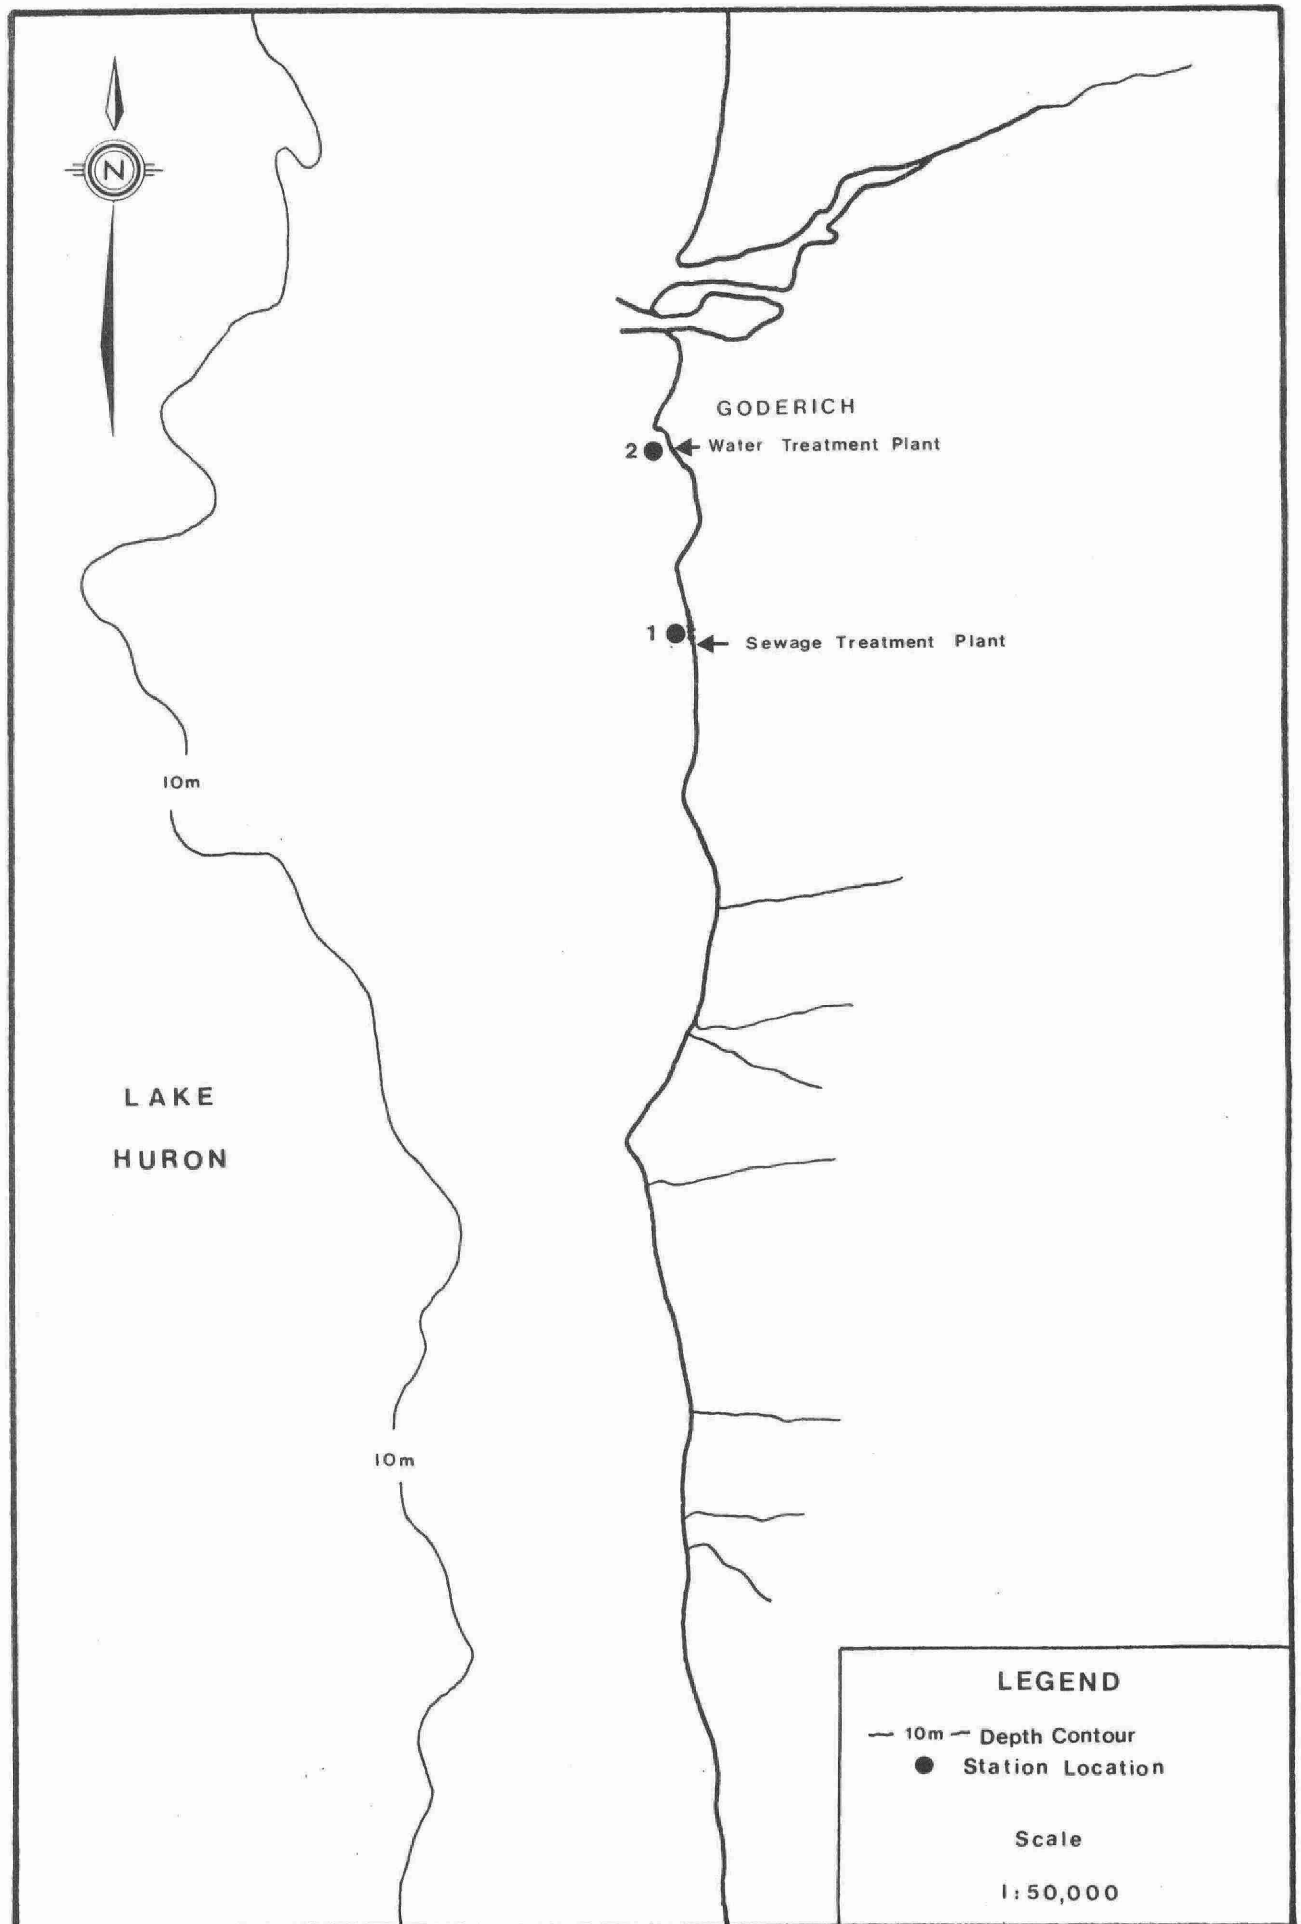 N
GODERICH
2
Water Treatment Plant
1
Sewage Treatment Plant
10m
LAKE
HURON
10m
LEGEND
10m Depth Contour
Station Location
Scale
1:50,000